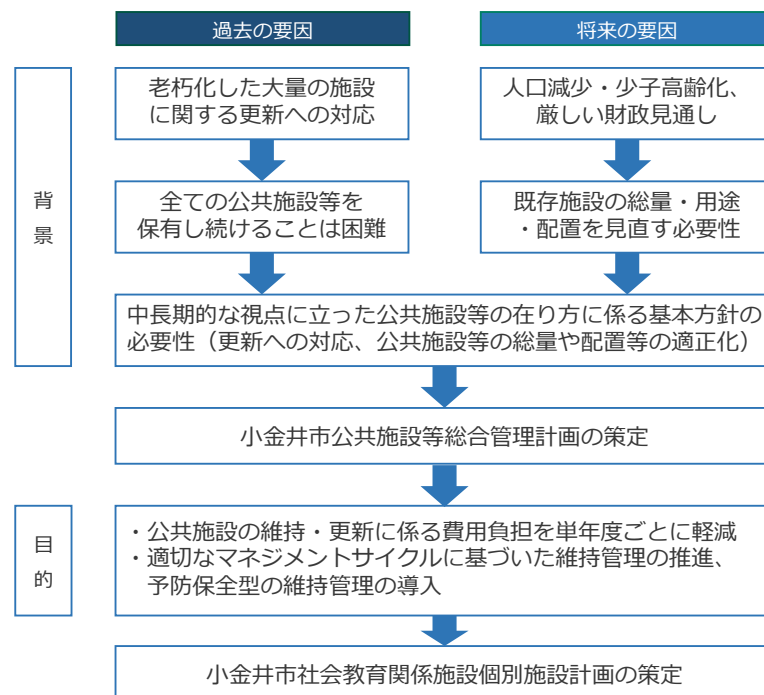 過去の要因
将来の要因
背
景
老朽化した大量の施設
に関する更新への対応
人口減少・少子高齢化、
厳しい財政見通し
全ての公共施設等を
保有し続けることは困難
既存施設の総量・用途
・配置を見直す必要性
中長期的な視点に立った公共施設等の在り方に係る基本方針の
必要性（更新への対応、公共施設等の総量や配置等の適正化）
小金井市公共施設等総合管理計画の策定
目
的
・公共施設の維持・更新に係る費用負担を単年度ごとに軽減
・適切なマネジメントサイクルに基づいた維持管理の推進、
予防保全型の維持管理の導入
小金井市社会教育関係施設個別施設計画の策定